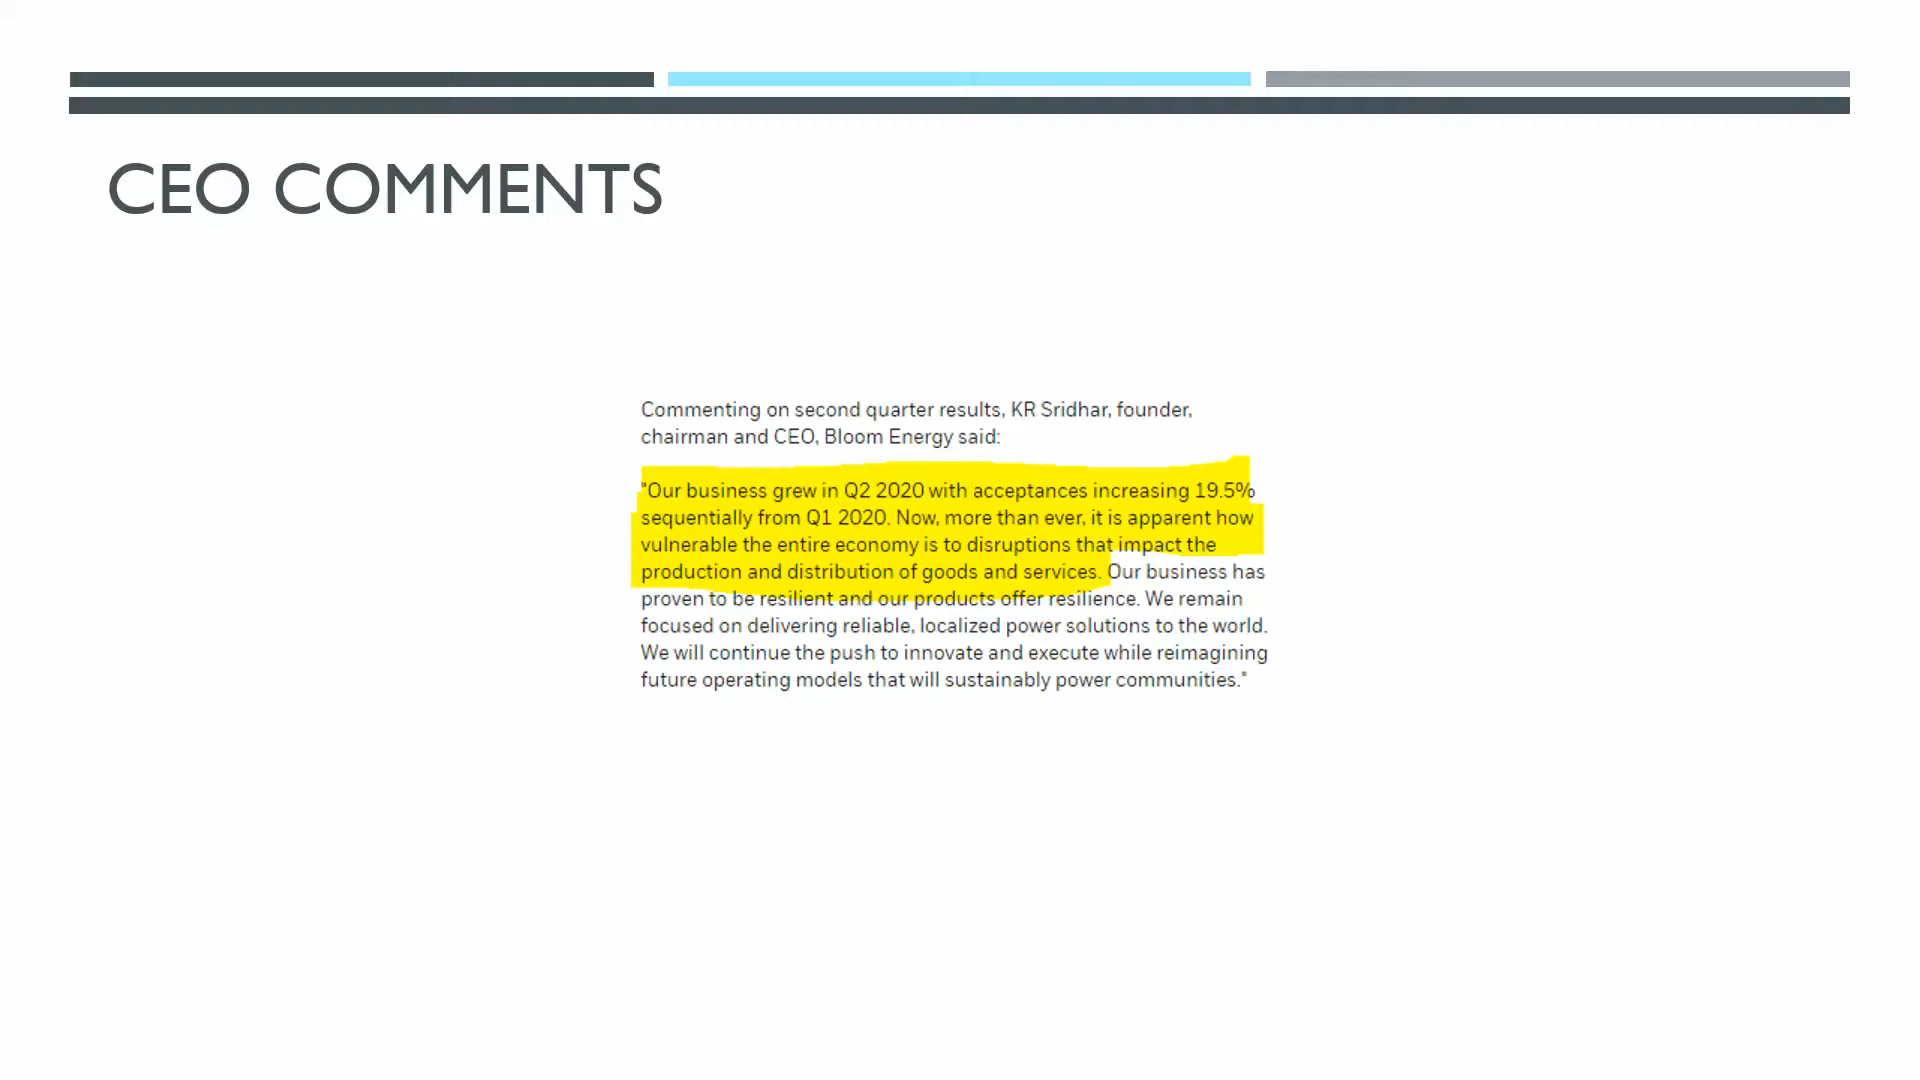 CEO COMMENTS
Commenting on second quarter results, KR Sridhar, founder,
chairman and CEO, Bloom Energy said:
"Our business grew in Q2 2020 with acceptances increasing 19.5%
sequentially from Q1 2020. Now, more than ever, it is apparent how
vulnerable the entire economy is to disruptions that impact the
production and distribution of goods and services. Our business has
proven to be resilient and our products offer resilience. We remain
focused on delivering reliable, localized power solutions to the world.
We will continue the push to innovate and execute while reimagining
future operating models that will sustainably power communities."